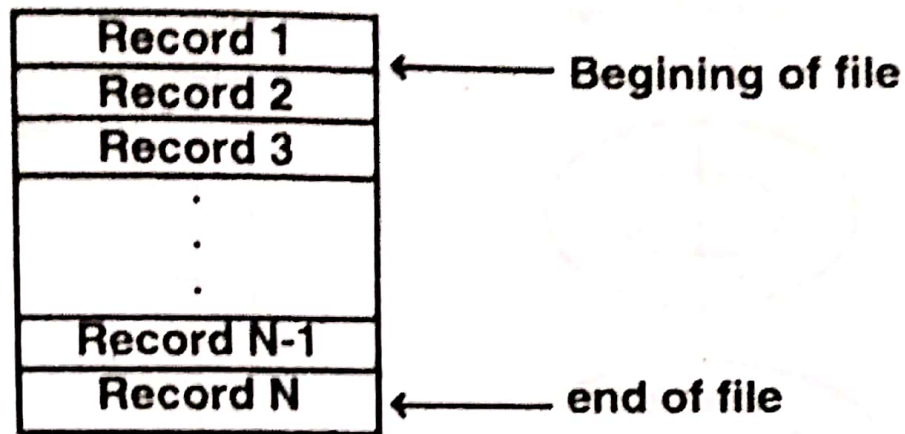 Record 1
Begining of file
Record 2
Record 3
.
.
.
Record N-1
Record N
end of file